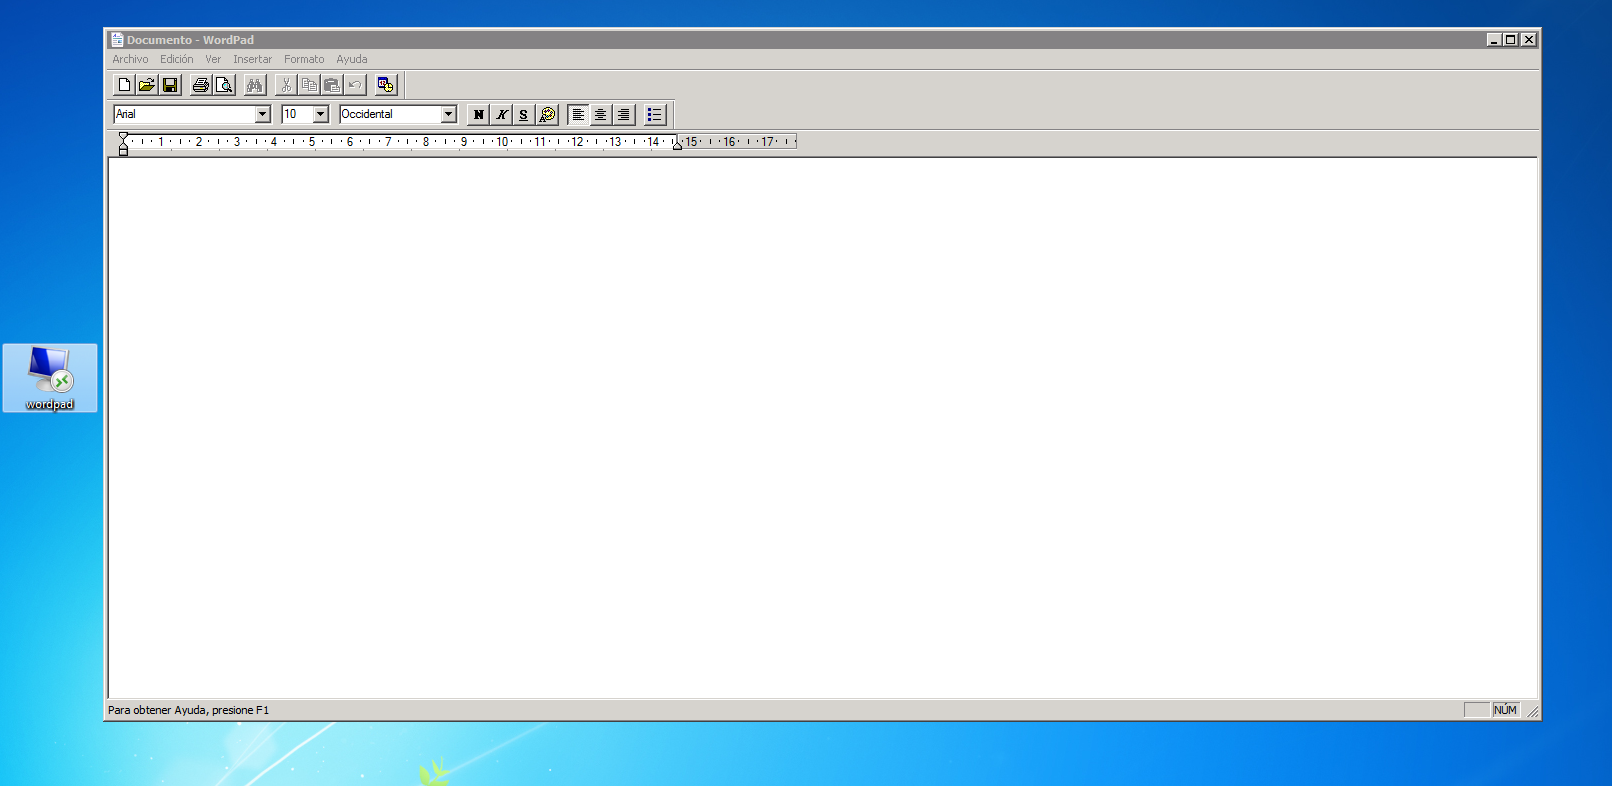 Documento - WordPad
Archivo Edición Ver Insertar Formato Ayuda
Arial 10 Occidental N K S
1 2 3 4 5 6 7 8 9 10 11 12 13 14 15 16 17
wordpad
Para obtener Ayuda, presione F1 NÚM